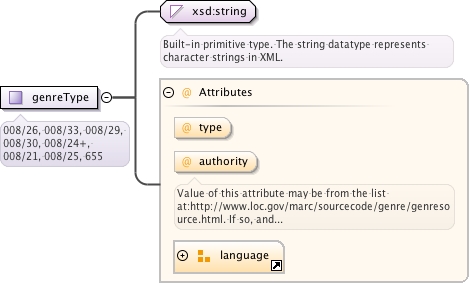 xsd:string
Built-in primitive type. The string datatype represents
character strings in XML.
genreType
008/26, 008/33, 008/29,
008/30, 008/24+,
008/21, 008/25, 655
@ Attributes
@ type
@ authority
Value of this attribute may be from the list
at:http://www.loc.gov/marc/sourcecode/genre/genreso
urce.html. If so, and...
language